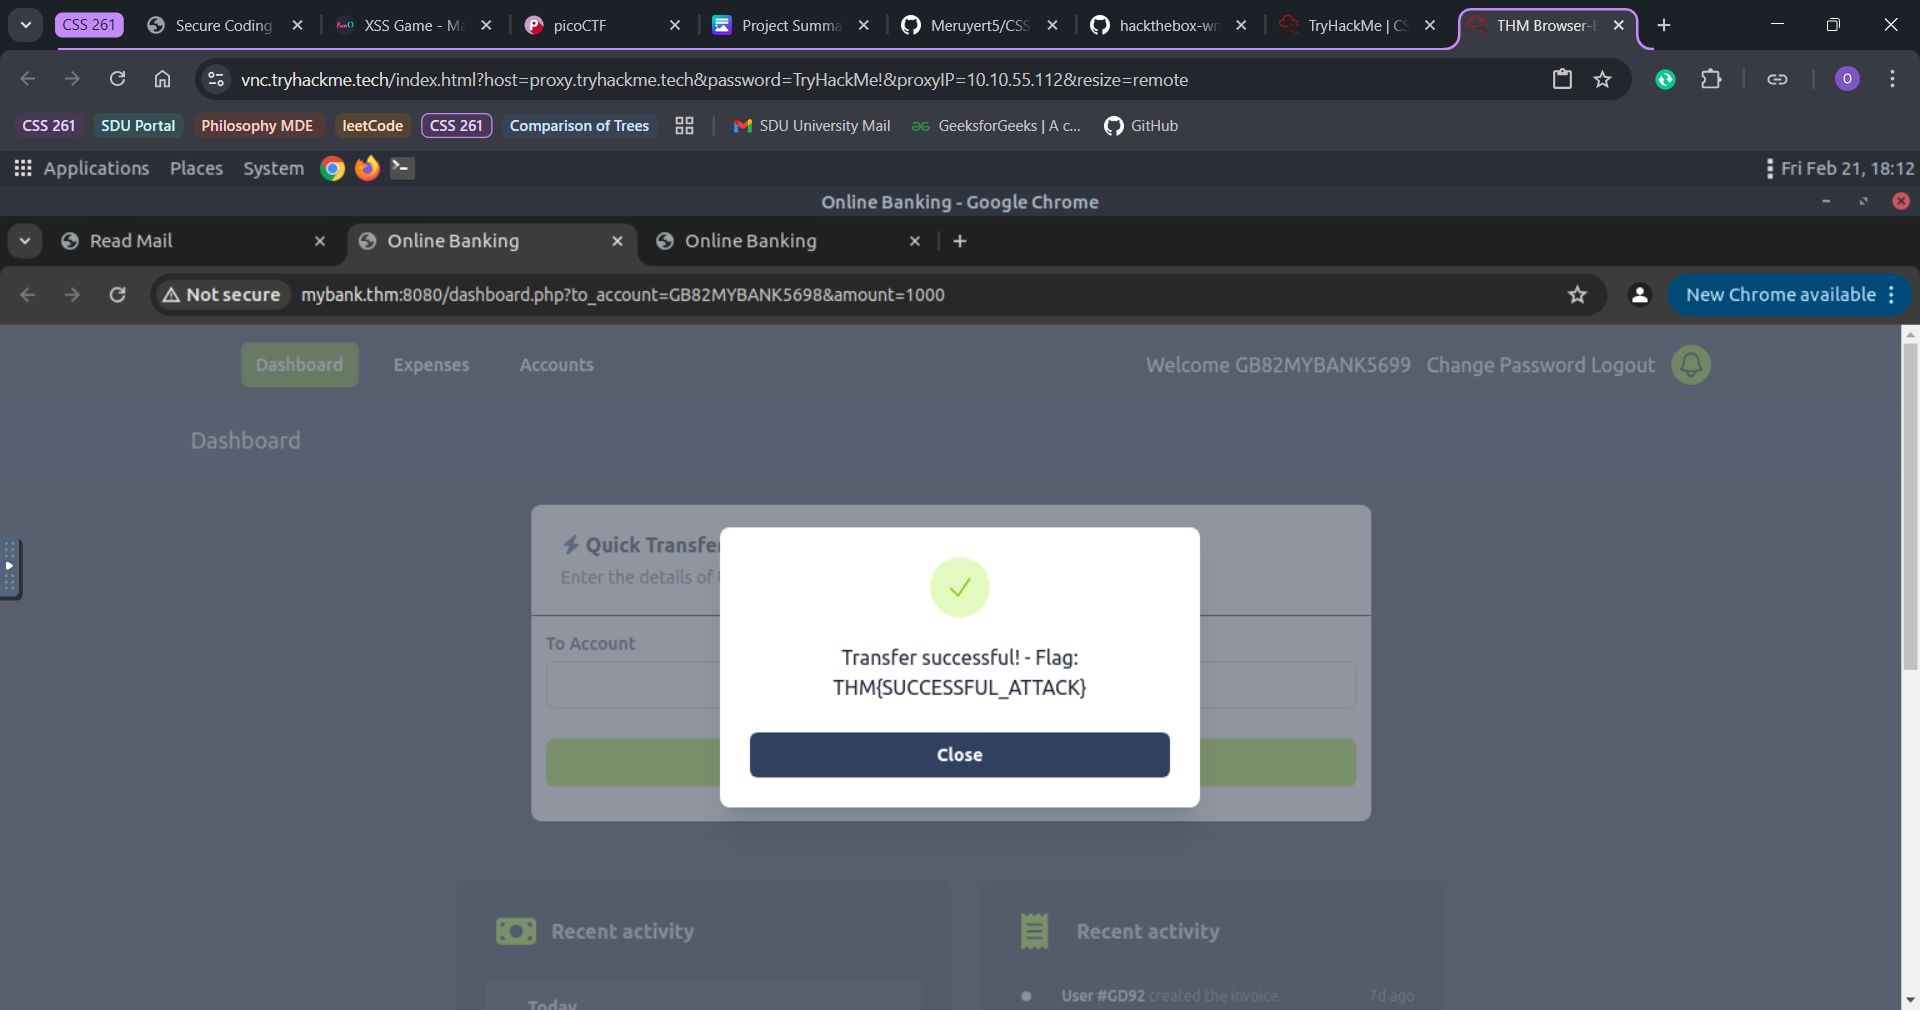 CSS 261 Secure Coding XSS Game - Ma picoCTF Project Summa Meruyert5/CSS hackthebox-wr TryHackMe | CS THM Browser-
vnc.tryhackme.tech/index.html?host=proxy.tryhackme.tech&password=TryHackMe!&proxyIP=10.10.55.112&resize=remote O
CSS 261 SDU Portal Philosophy MDE leetCode CSS 261 Comparison of Trees SDU University Mail GeeksforGeeks | A c... GitHub
Applications Places System Fri Feb 21, 18:12
Online Banking - Google Chrome
Read Mail Online Banking Online Banking
Not secure mybank.thm:8080/dashboard.php?to_account=GB82MYBANK5698&amount=1000 New Chrome available
Dashboard Expenses Accounts Welcome GB82MYBANK5699 Change Password Logout
Dashboard
Quick Transfe
Enter the details of
To Account
Transfer successful! - Flag:
THM{SUCCESSFUL_ATTACK}
Close
Recent activity Recent activity
Today
User #GD92 created the invoice. 7d ago